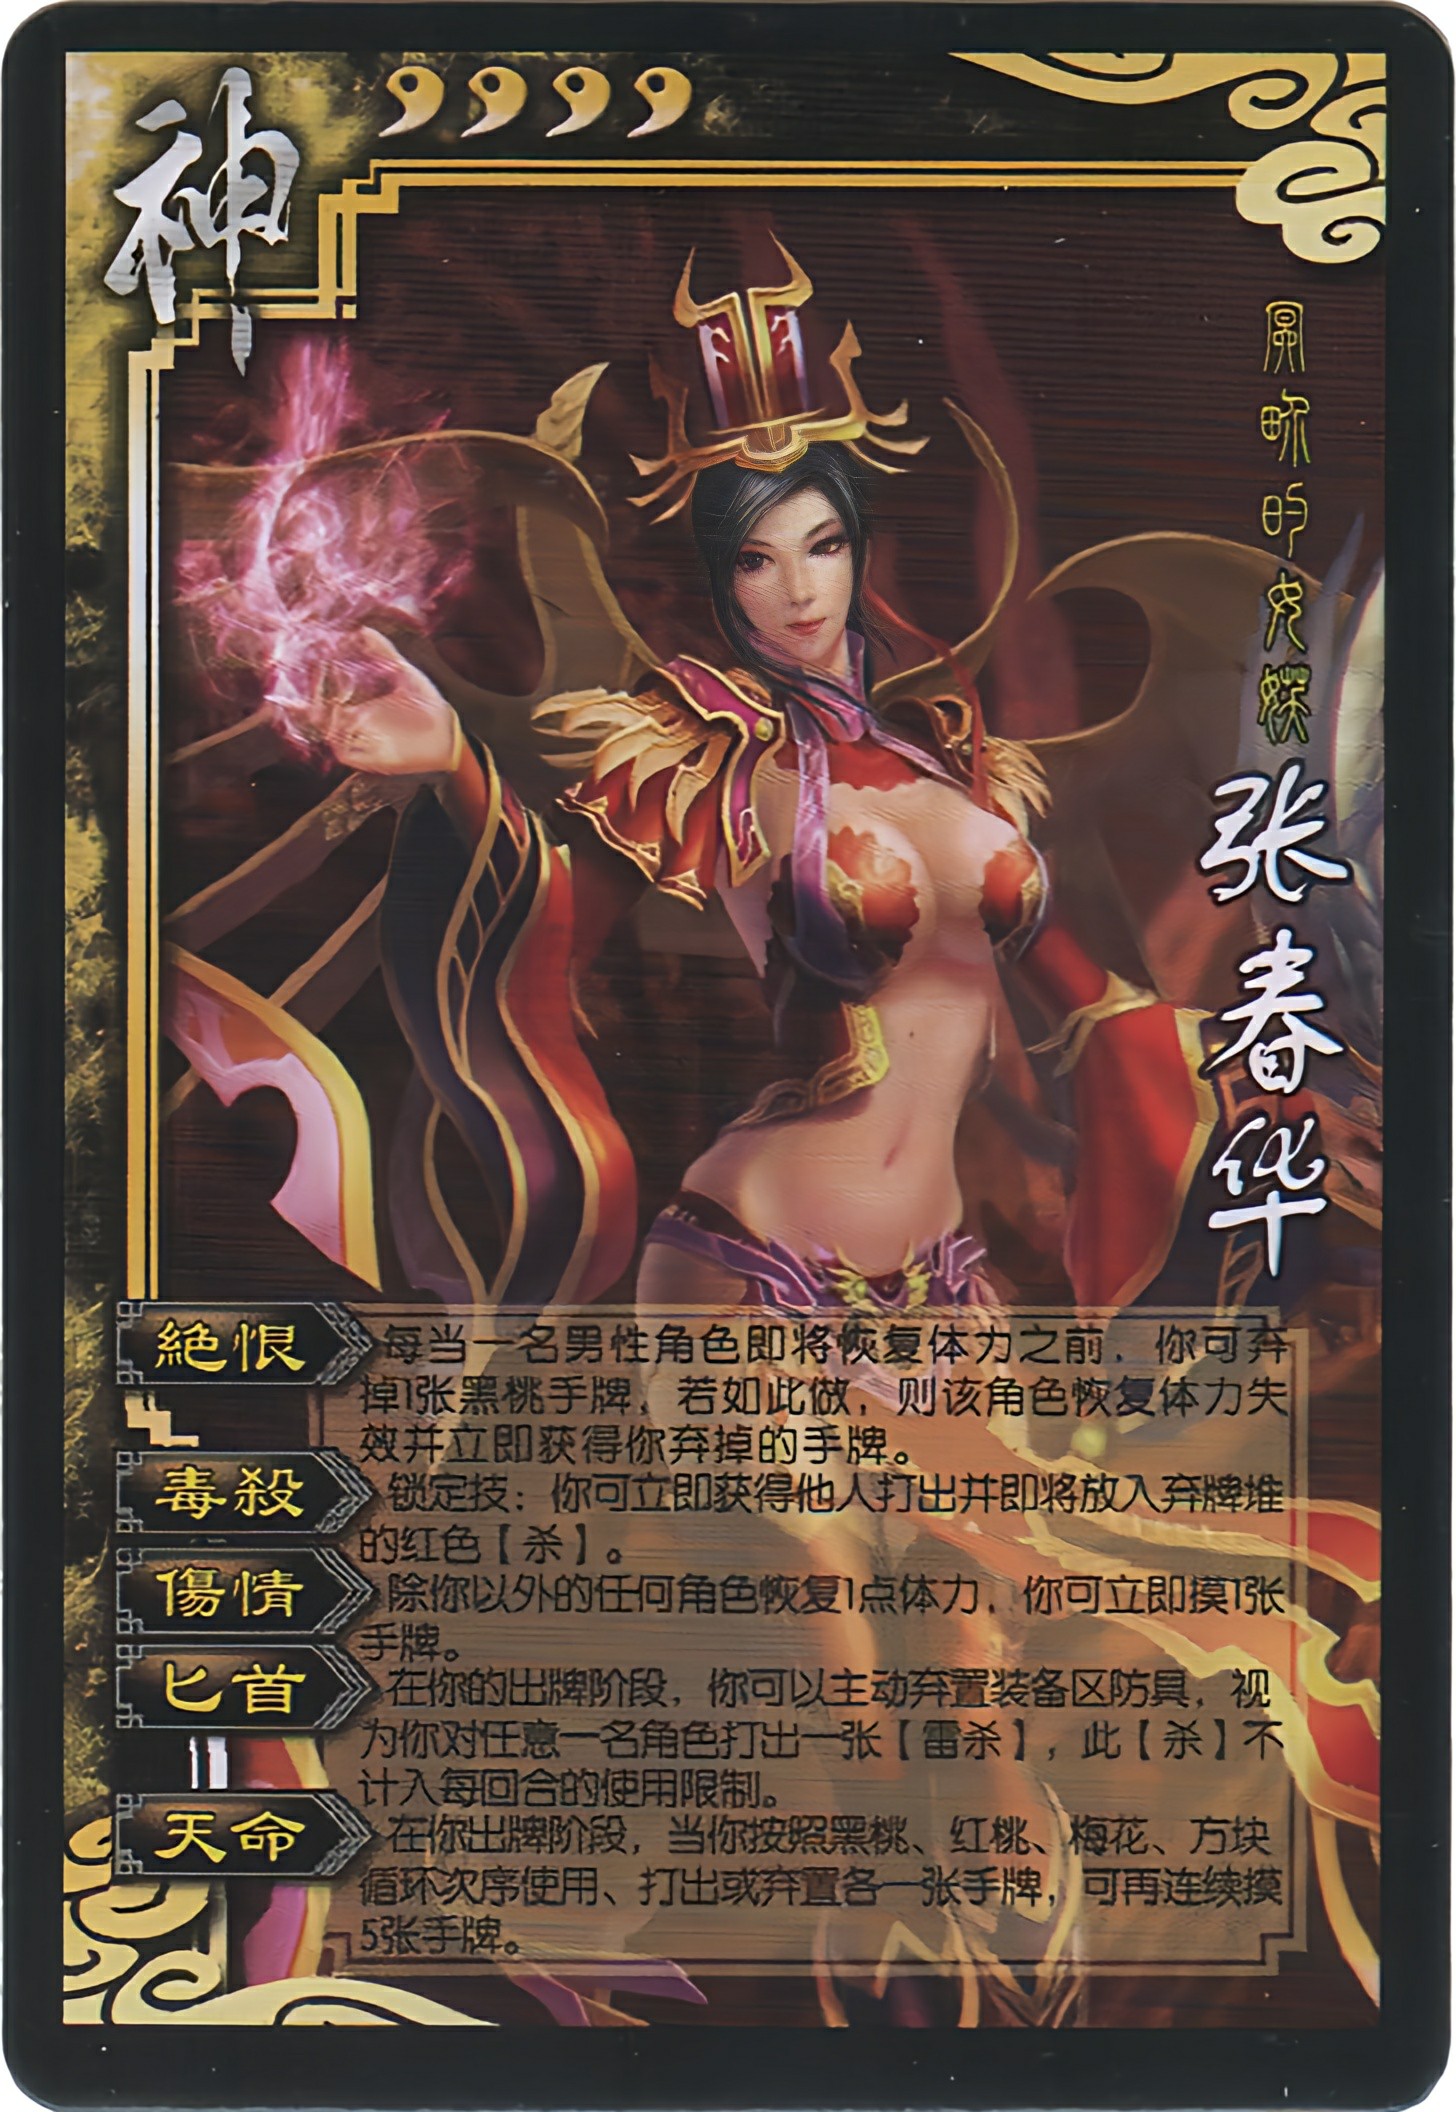 神
张春华
絕恨
每当一名男性角色即将恢复体力之前，你可弃
掉1张黑桃手牌，若如此做，则该角色恢复体力失
效并立即获得你弃掉的手牌。
毒殺
锁定技：你可立即获得他人打出并即将放入弃牌堆
的红色【杀】。
傷情
除你以外的任何角色恢复1点体力，你可立即摸1张
手牌。
匕首
在你的出牌阶段，你可以主动弃置装备区防具，视
为你对任意一名角色打出一张【雷杀】，此【杀】不
计入每回合的使用限制。
天命
在你出牌阶段，当你按照黑桃、红桃、梅花、方块
循环次序使用、打出或弃置各一张手牌，可再连续摸
5张手牌。